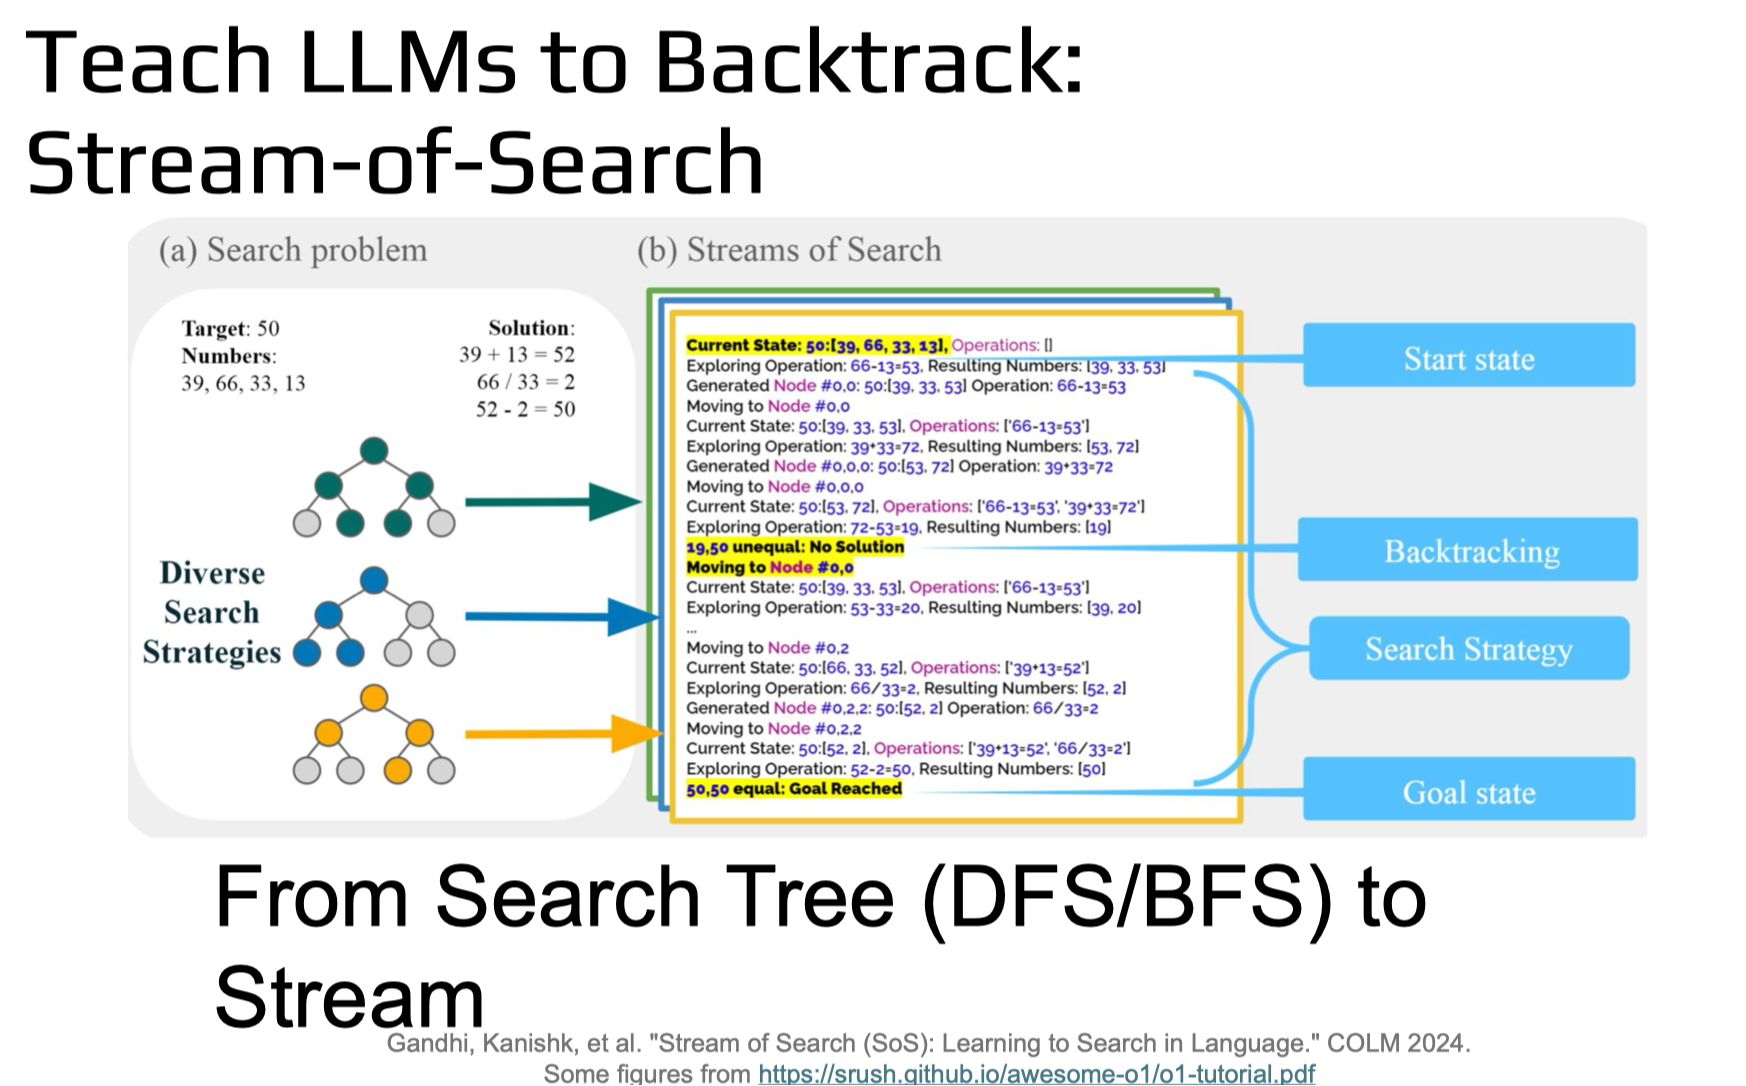 Teach LLMs to Backtrack:
Stream-of-Search
(a) Search problem
Target: 50
Numbers:
39, 66, 33, 13
Solution:
39 + 13 = 52
66 / 33 = 2
52 - 2 = 50
Diverse
Search
Strategies
(b) Streams of Search
Current State: 50:[39, 66, 33, 13], Operations: []
Exploring Operation: 66-13=53, Resulting Numbers: [39, 33, 53]
Generated Node #0,0: 50:[39, 33, 53] Operation: 66-13=53
Moving to Node #0,0
Current State: 50:[39, 33, 53], Operations: ['66-13=53']
Exploring Operation: 39+33=72, Resulting Numbers: [53, 72]
Generated Node #0,0,0: 50:[53, 72] Operation: 39+33=72
Moving to Node #0,0,0
Current State: 50:[53, 72], Operations: ['66-13=53', '39+33=72']
Exploring Operation: 72-53=19, Resulting Numbers: [19]
19,50 unequal: No Solution
Moving to Node #0,0
Current State: 50:[39, 33, 53], Operations: ['66-13=53']
Exploring Operation: 53-33=20, Resulting Numbers: [39, 20]
...
Moving to Node #0,2
Current State: 50:[66, 33, 52], Operations: ['39+13=52']
Exploring Operation: 66/33=2, Resulting Numbers: [52, 2]
Generated Node #0,2,2: 50:[52, 2] Operation: 66/33=2
Moving to Node #0,2,2
Current State: 50:[52, 2], Operations: ['39+13=52', '66/33=2']
Exploring Operation: 52-2=50, Resulting Numbers: [50]
50,50 equal: Goal Reached
Start state
Backtracking
Search Strategy
Goal state
From Search Tree (DFS/BFS) to
Stream
Gandhi, Kanishk, et al. "Stream of Search (SoS): Learning to Search in Language." COLM 2024.
Some figures from https://srush.github.io/awesome-o1/o1-tutorial.pdf